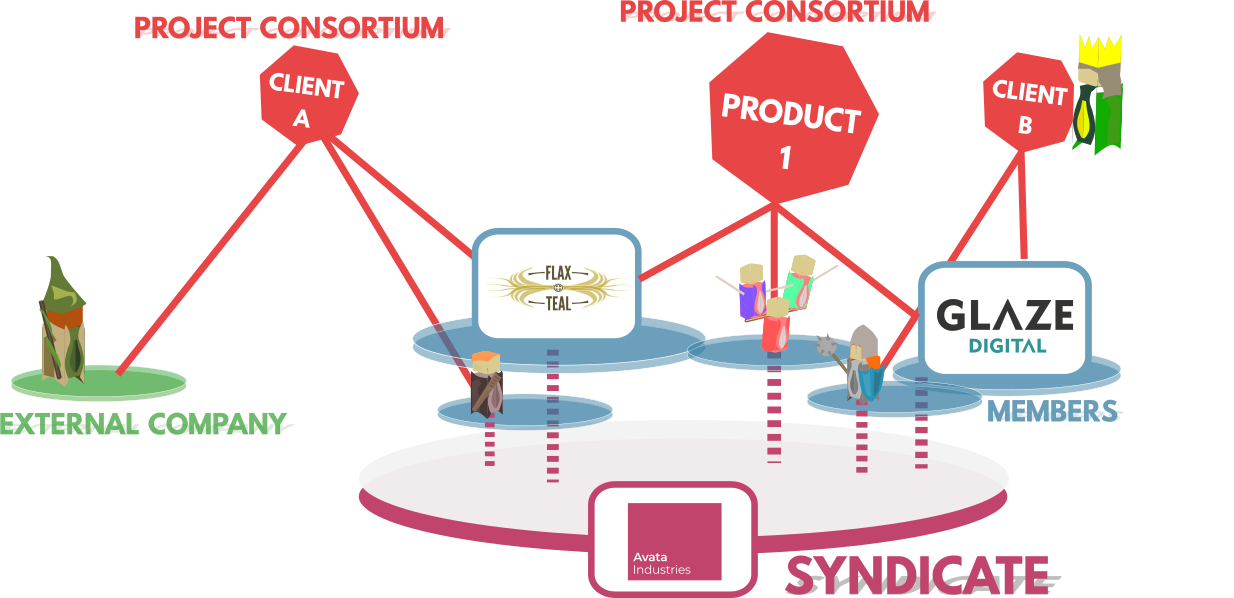 PROJECT CONSORTIUM
PROJECT CONSORTIUM
CLIENT
A
PRODUCT
1
CLIENT
B
FLAX
TEAL
GLAZE
DIGITAL
EXTERNAL COMPANY
MEMBERS
Avata
Industries
SYNDICATE